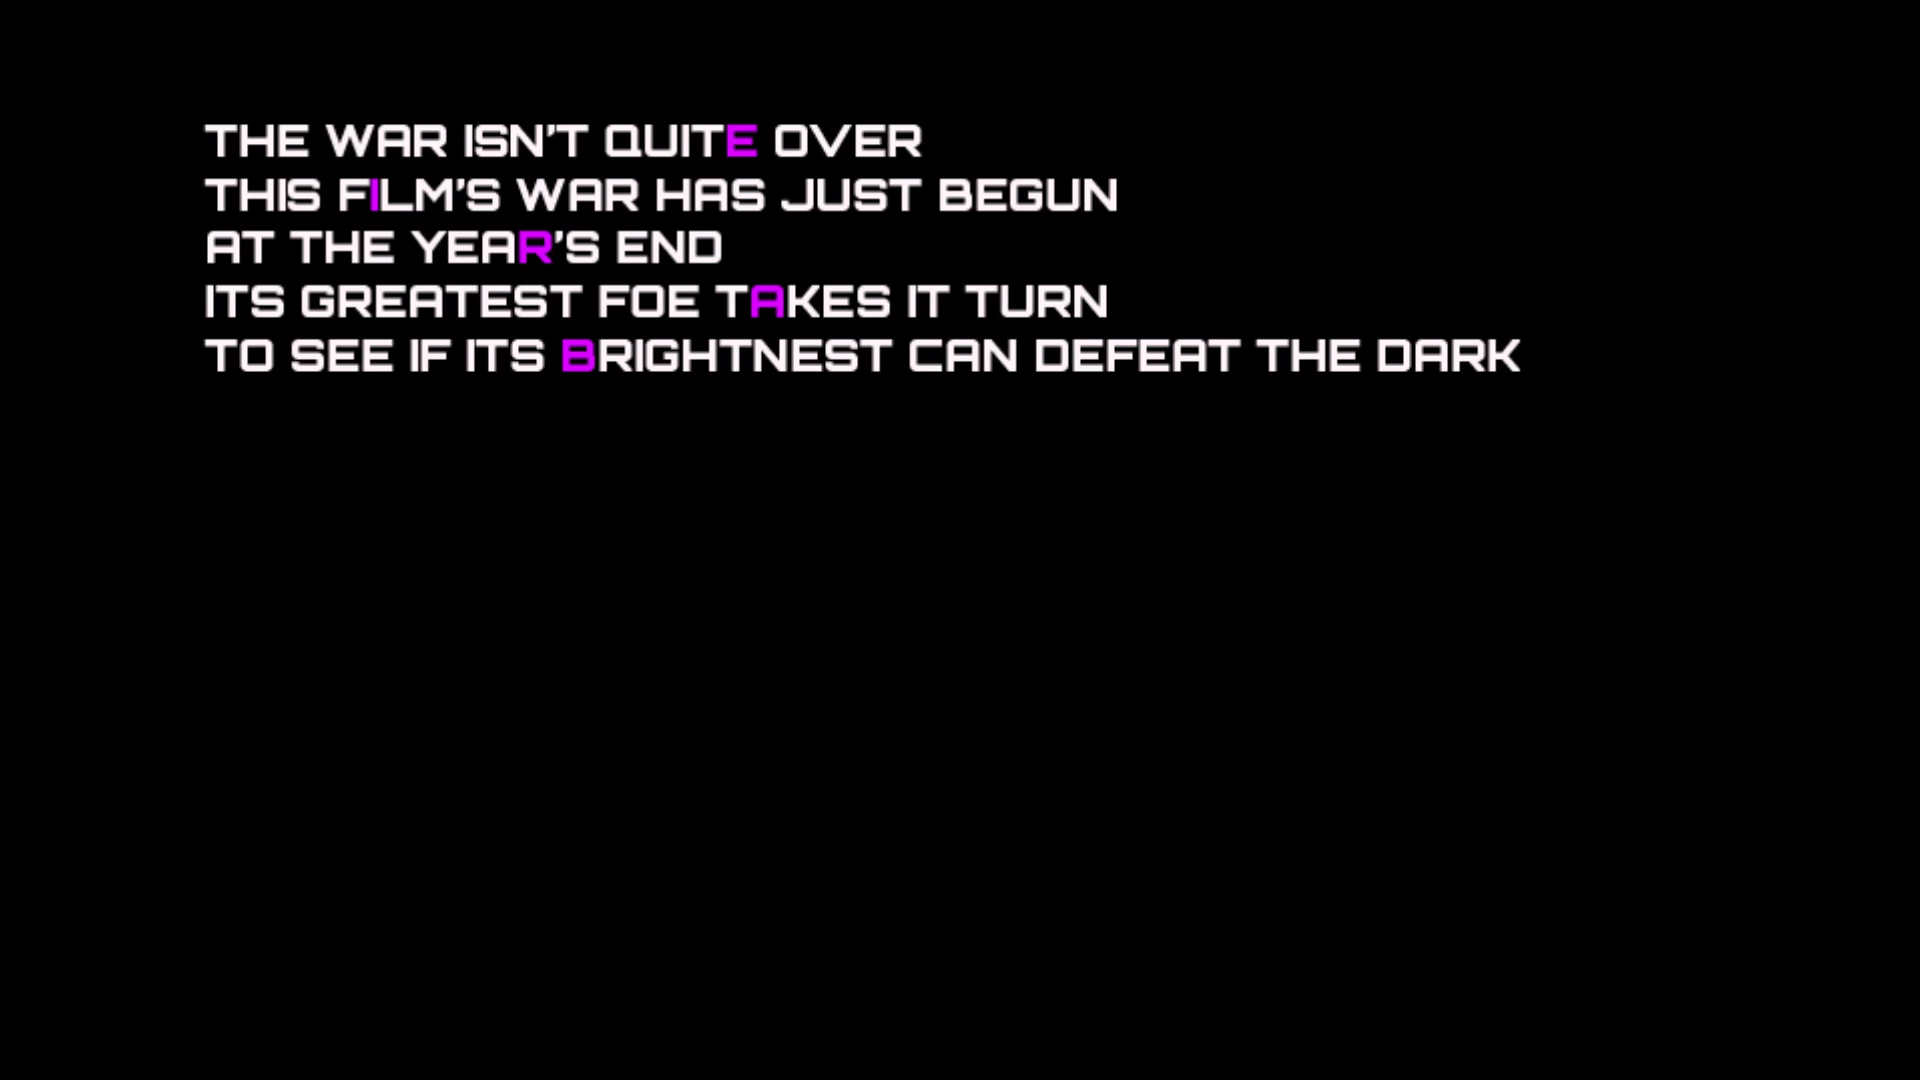 THE WAR ISN'T QUITE OVER
THIS FILM'S WAR HAS JUST BEGUN
AT THE YEAR'S END
ITS GREATEST FOE TAKES IT TURN
TO SEE IF ITS BRIGHTNEST CAN DEFEAT THE DARK